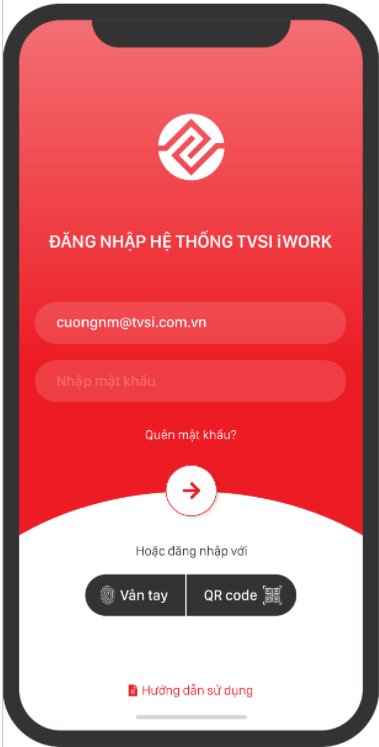 ĐĂNG NHẬP HỆ THỐNG TVSI iWORK
cuongnm@tvsi.com.vn
Nhập mật khẩu
Quên mật khẩu?
Hoặc đăng nhập với
Vân tay QR code
Hướng dẫn sử dụng